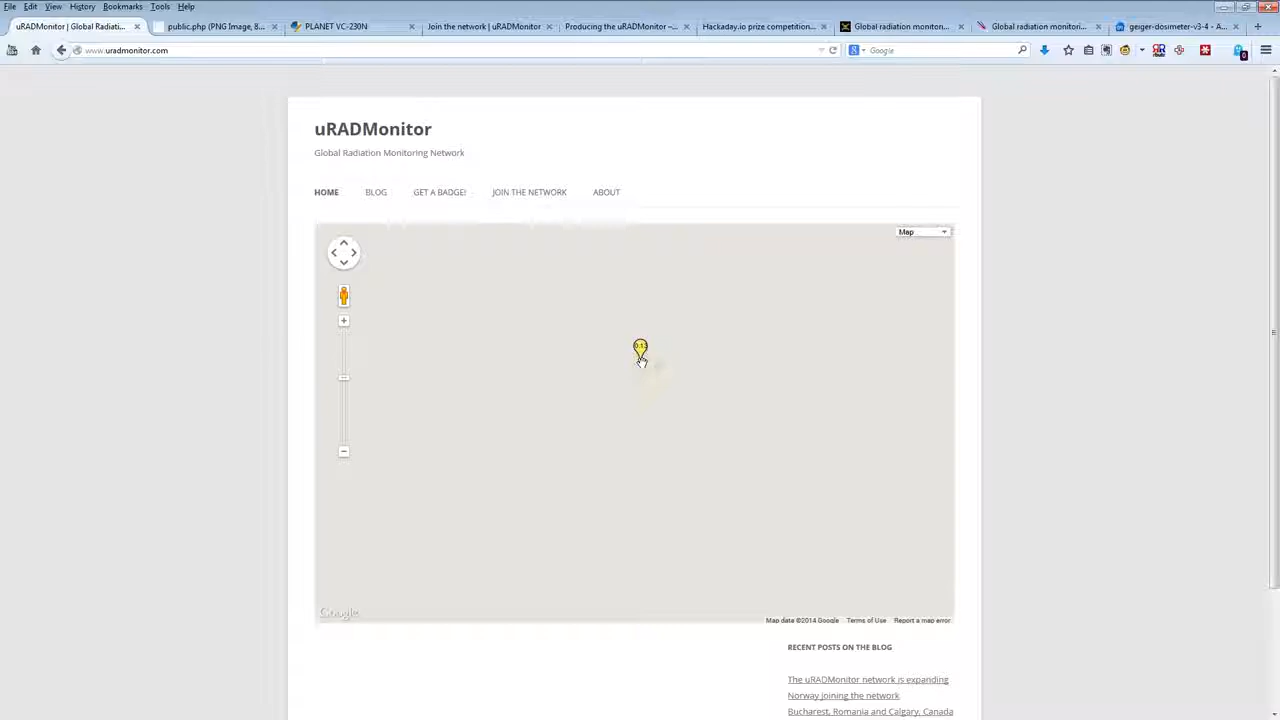 File Edit View History Bookmarks Tools Help
uRADMonitor | Global Radiati...
public.php (PNG Image, 8...
PLANET VC-230N
Join the network | uRADMonitor
Producing the uRADMonitor –...
Hackaday.io prize competition...
Global radiation monitori...
Global radiation monitori...
geiger-dosimeter-v3-4 - A...
www.uradmonitor.com
Google
uRADMonitor
Global Radiation Monitoring Network
HOME BLOG GET A BADGE! JOIN THE NETWORK ABOUT
Map
Google
Map data ©2014 Google Terms of Use Report a map error
RECENT POSTS ON THE BLOG
The uRADMonitor network is expanding
Norway joining the network
Bucharest, Romania and Calgary, Canada